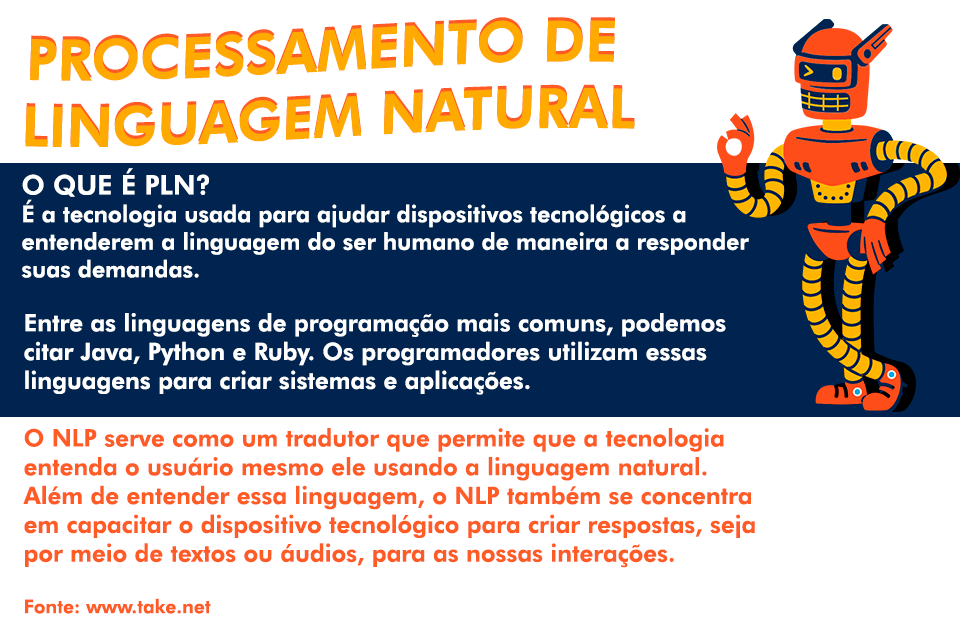 PROCESSAMENTO DE
LINGUAGEM NATURAL
O QUE É PLN?
É a tecnologia usada para ajudar dispositivos tecnológicos a
entenderem a linguagem do ser humano de maneira a responder
suas demandas.
Entre as linguagens de programação mais comuns, podemos
citar Java, Python e Ruby. Os programadores utilizam essas
linguagens para criar sistemas e aplicações.
O NLP serve como um tradutor que permite que a tecnologia
entenda o usuário mesmo ele usando a linguagem natural.
Além de entender essa linguagem, o NLP também se concentra
em capacitar o dispositivo tecnológico para criar respostas, seja
por meio de textos ou áudios, para as nossas interações.
Fonte: www.take.net